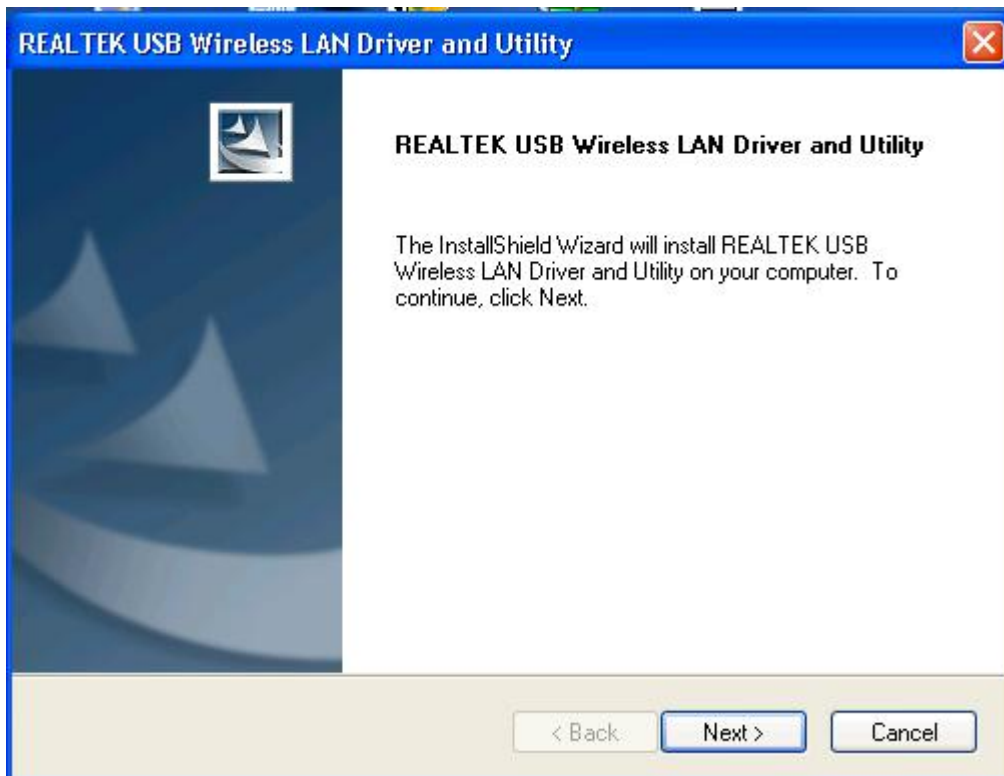 REALTEK USB Wireless LAN Driver and Utility
REALTEK USB Wireless LAN Driver and Utility
The InstallShield Wizard will install REALTEK USB
Wireless LAN Driver and Utility on your computer. To
continue, click Next.
< Back Next > Cancel